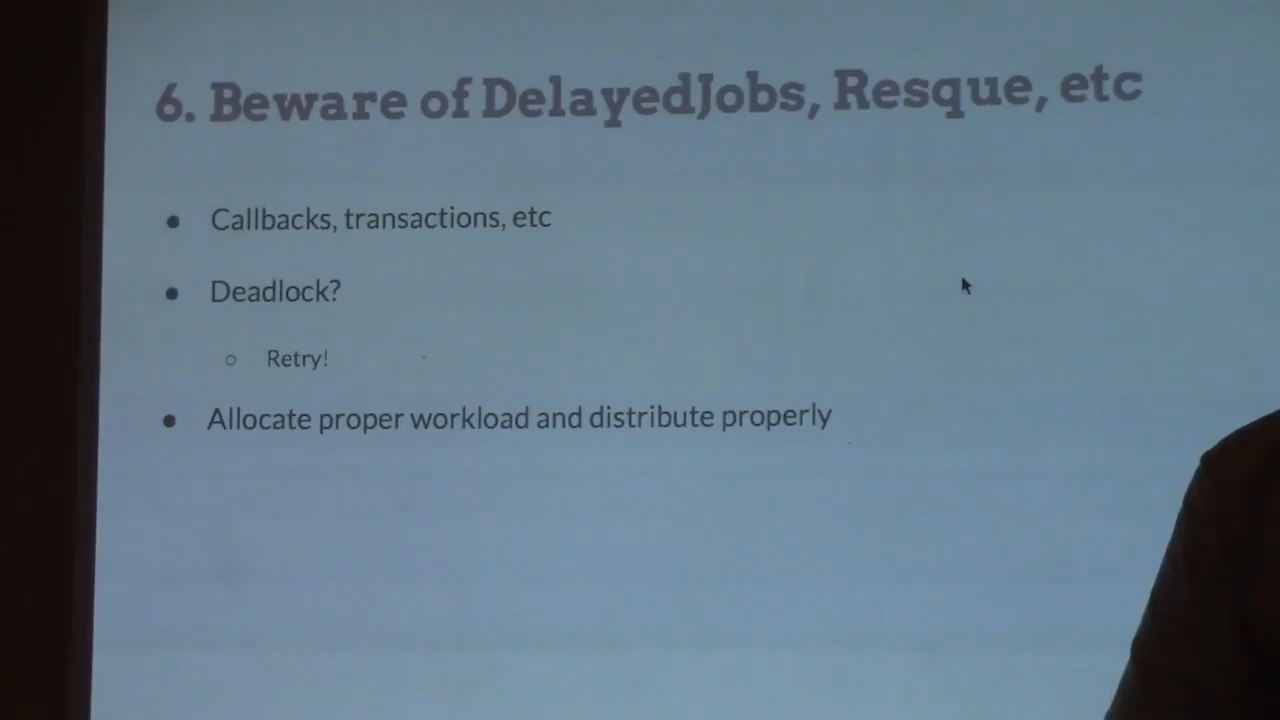 6. Beware of DelayedJobs, Resque, etc
● Callbacks, transactions, etc
● Deadlock?
○ Retry!
● Allocate proper workload and distribute properly